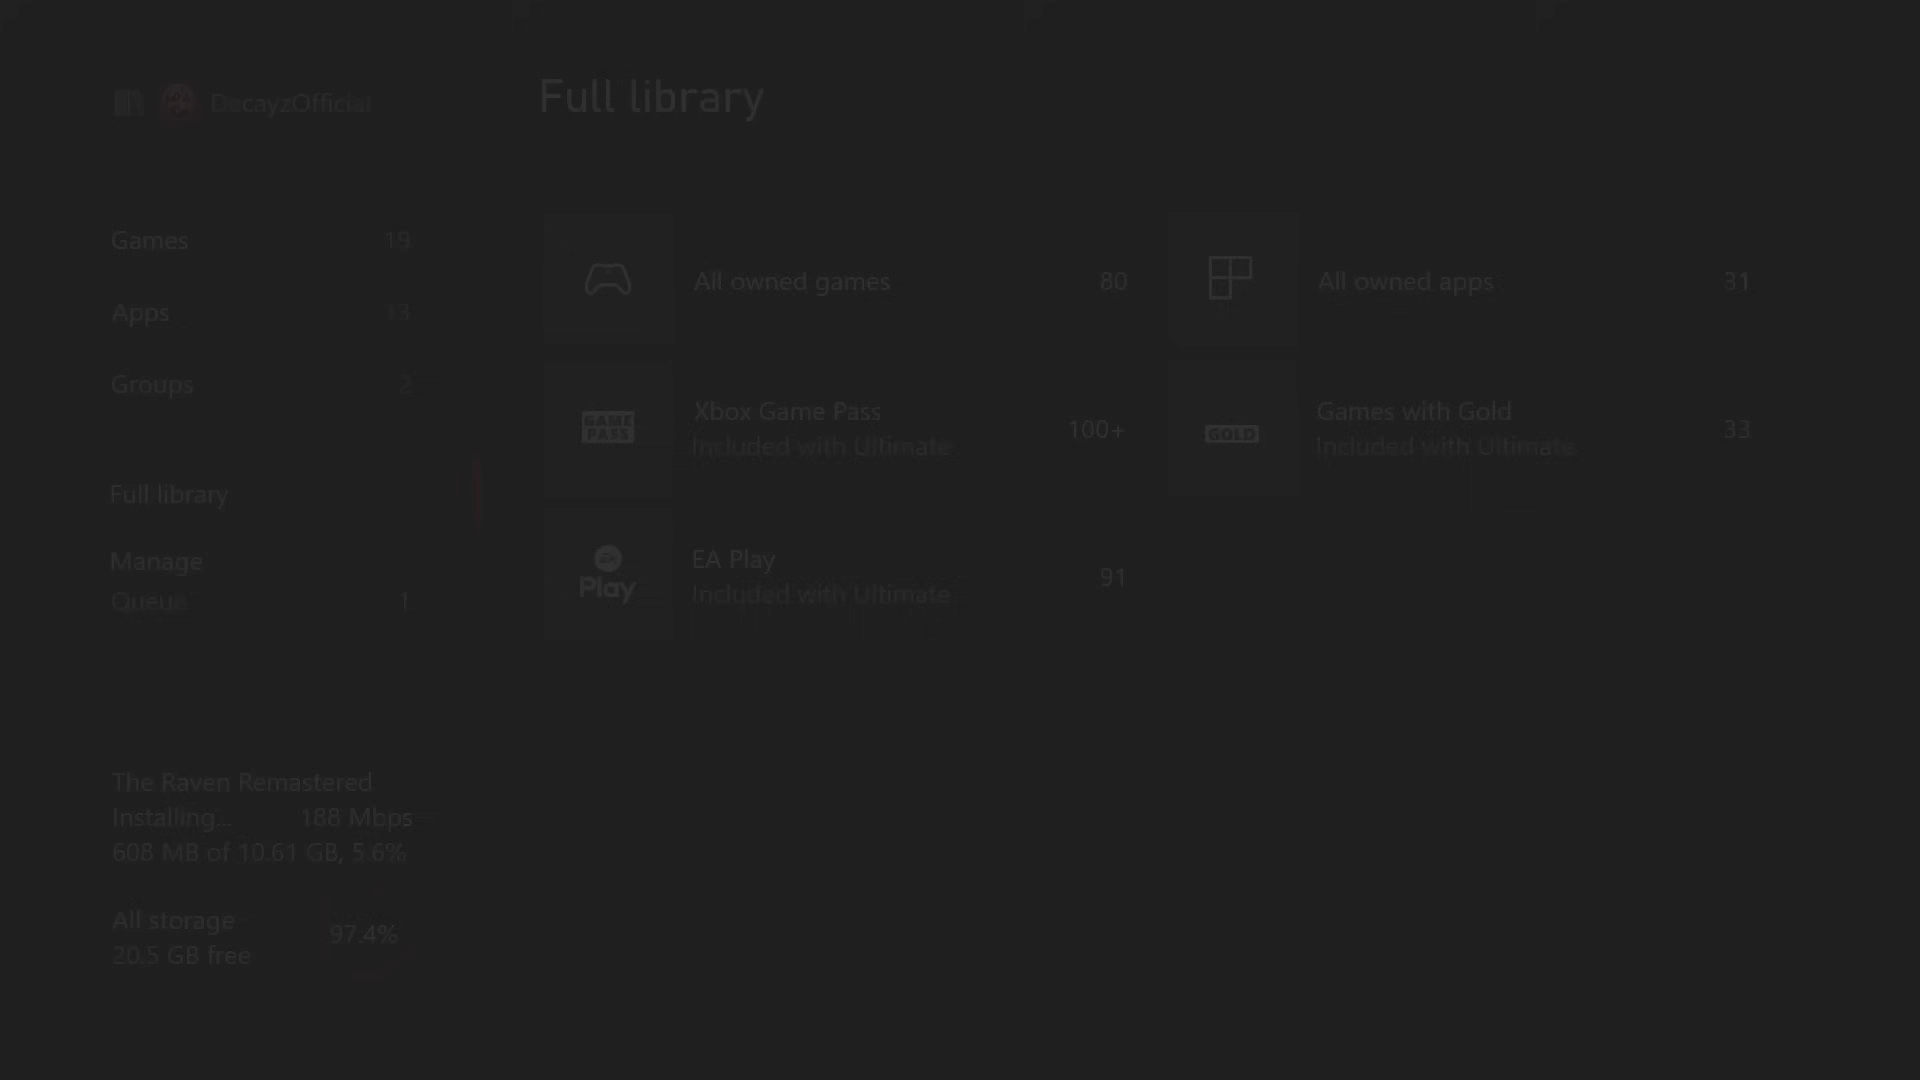 DecayzOfficial
Full library
Games 19
Apps 13
Groups 2
Full library
Manage
Queue 1
The Raven Remastered
Installing... 188 Mbps
608 MB of 10.61 GB, 5.6%
All storage
20.5 GB free
97.4%
All owned games 80
All owned apps 31
GAME
PASS
Xbox Game Pass
Included with Ultimate
100+
GOLD
Games with Gold
Included with Ultimate
33
EA
Play
EA Play
Included with Ultimate
91